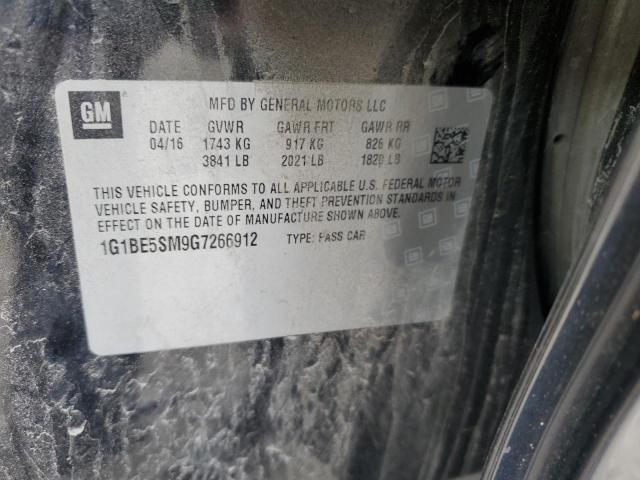 GM
MFD BY GENERAL MOTORS LLC
DATE GVWR GAWR FRT GAWR RR
04/16 1743 KG 917 KG 826 KG
3841 LB 2021 LB 1820 LB
THIS VEHICLE CONFORMS TO ALL APPLICABLE U.S. FEDERAL MOTOR
VEHICLE SAFETY, BUMPER, AND THEFT PREVENTION STANDARDS IN
EFFECT ON THE DATE OF MANUFACTURE SHOWN ABOVE.
1G1BE5SM9G7266912 TYPE: PASS CAR